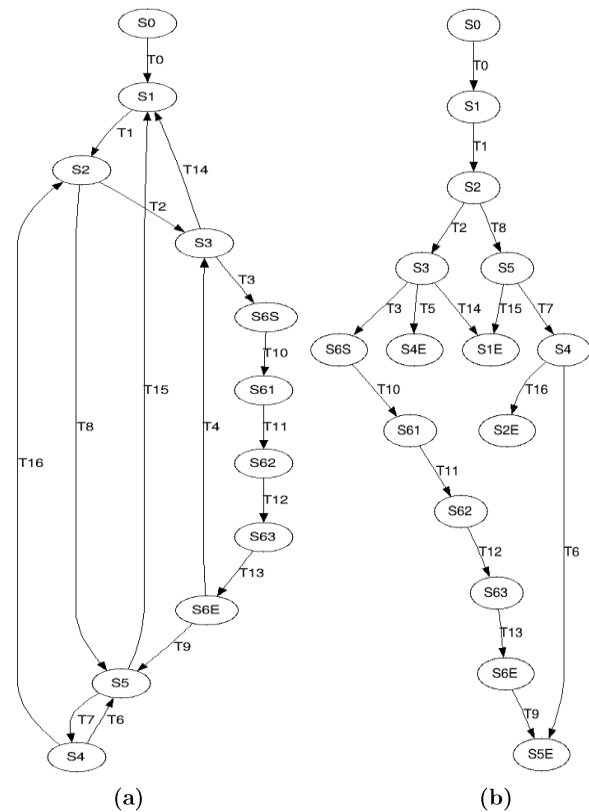 S0
T0
S1
T1
S2
T14
T2
S3
T3
S6S
T10
S61
T15
T8
T4
T11
T16
S62
T12
S63
T13
S6E
T9
S5
T7
T6
S4
(a)
S0
T0
S1
T1
S2
T2
T8
S3
S5
T3
T5
T14
T15
T7
S6S
S4E
S1E
S4
T10
T16
S61
S2E
T11
S62
T12
T6
S63
T13
S6E
T9
S5E
(b)